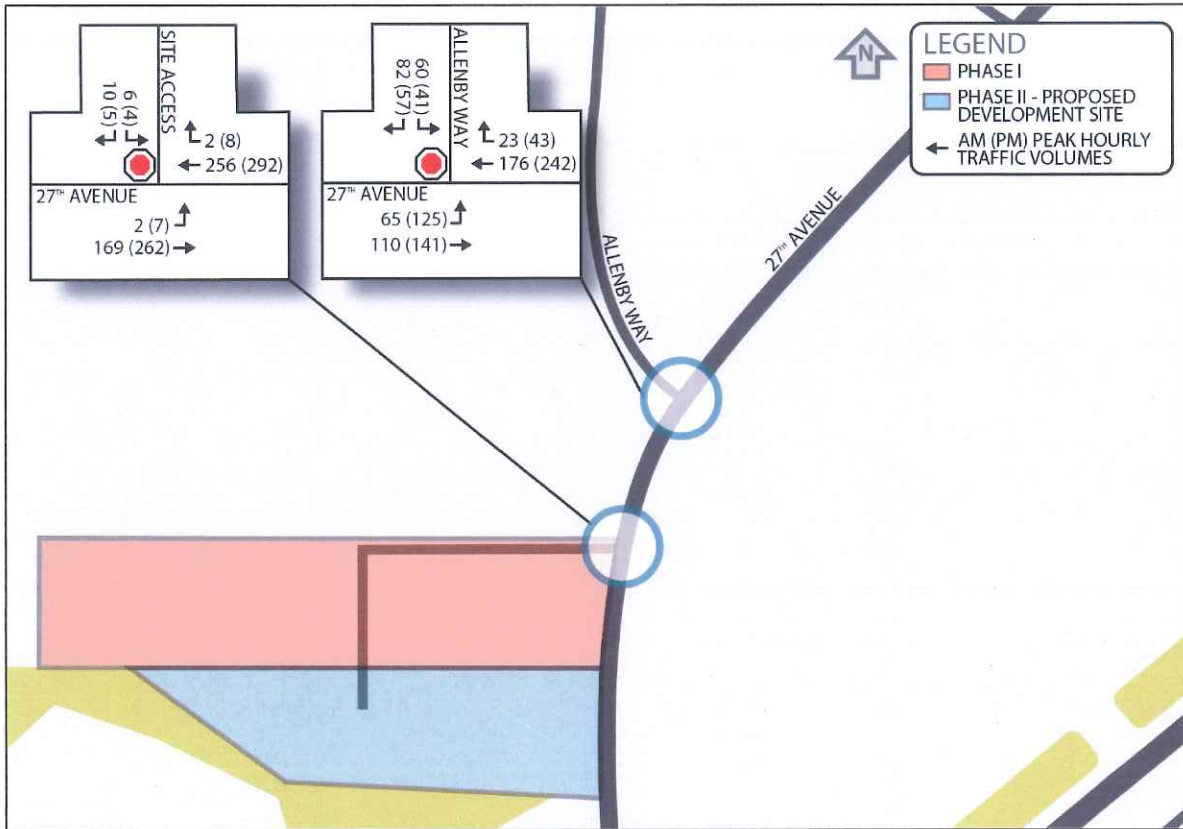 SITE ACCESS
6 (4)
10 (5)
2 (8)
256 (292)
27TH AVENUE
2 (7)
169 (262)
ALLENBY WAY
60 (41)
82 (57)
23 (43)
176 (242)
27TH AVENUE
65 (125)
110 (141)
N
LEGEND
PHASE I
PHASE II - PROPOSED
DEVELOPMENT SITE
AM (PM) PEAK HOURLY
TRAFFIC VOLUMES
ALLENBY WAY
27TH AVENUE